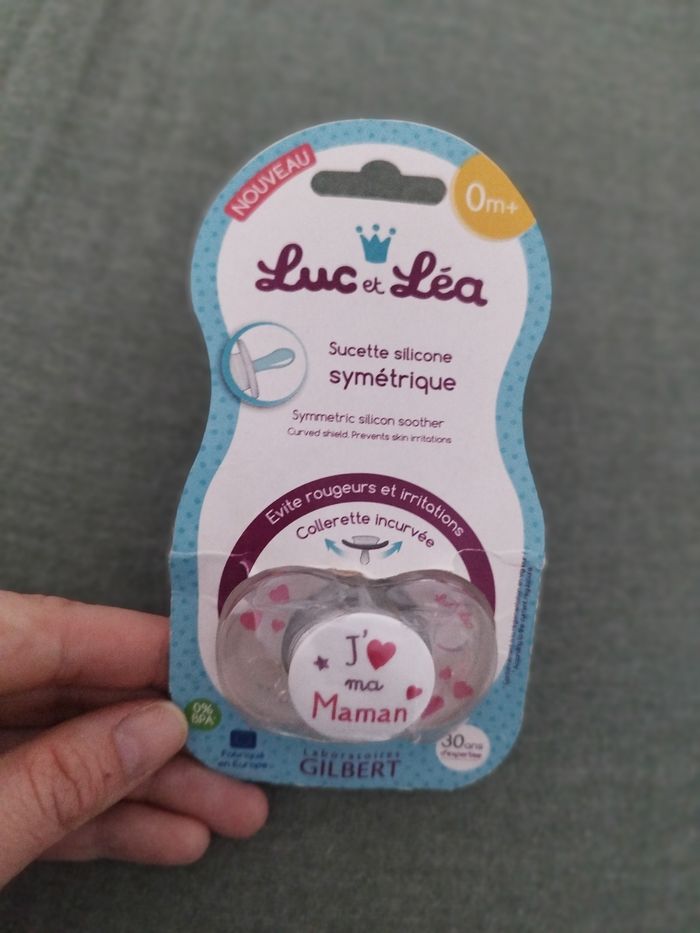 NOUVEAU
0m+
Luc et Léa
Sucette silicone
symétrique
Symmetric silicon soother
Curved shield. Prevents skin irritations
Evite rougeurs et irritations
Collerette incurvée
J'
ma
Maman
0%
BPA
Fabriqué
en Europe
Laboratoires
GILBERT
30 ans
d'expertise